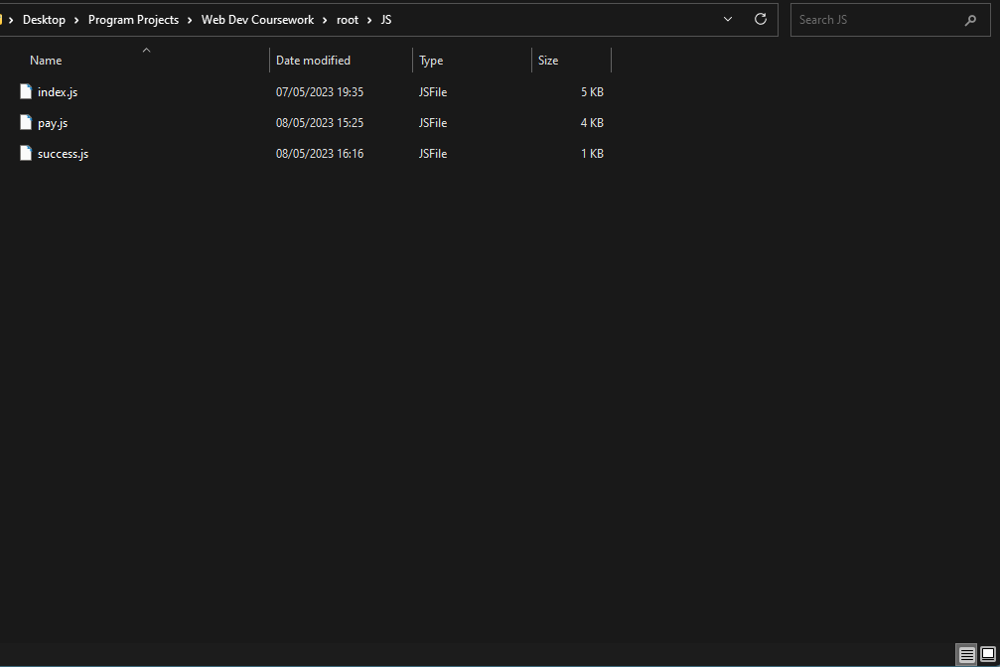 Desktop > Program Projects > Web Dev Coursework > root > JS Search JS
Name Date modified Type Size
index.js 07/05/2023 19:35 JSFile 5 KB
pay.js 08/05/2023 15:25 JSFile 4 KB
success.js 08/05/2023 16:16 JSFile 1 KB